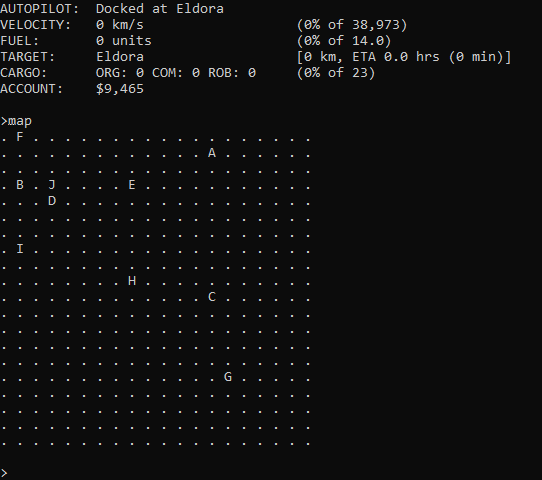 AUTOPILOT: Docked at Eldora
VELOCITY: 0 km/s (0% of 38,973)
FUEL: 0 units (0% of 14.0)
TARGET: Eldora [0 km, ETA 0.0 hrs (0 min)]
CARGO: ORG: 0 COM: 0 ROB: 0 (0% of 23)
ACCOUNT: $9,465
>map
. F . . . . . . . . . . . . . . . . . .
. . . . . . . . . . . . . A . . . . . .
. . . . . . . . . . . . . . . . . . . .
. B . J . . . . E . . . . . . . . . . .
. . . D . . . . . . . . . . . . . . . .
. . . . . . . . . . . . . . . . . . . .
. . . . . . . . . . . . . . . . . . . .
. I . . . . . . . . . . . . . . . . . .
. . . . . . . . . . . . . . . . . . . .
. . . . . . . . H . . . . . . . . . . .
. . . . . . . . . . . . . C . . . . . .
. . . . . . . . . . . . . . . . . . . .
. . . . . . . . . . . . . . . . . . . .
. . . . . . . . . . . . . . . . . . . .
. . . . . . . . . . . . . . . . . . . .
. . . . . . . . . . . . . . G . . . . .
. . . . . . . . . . . . . . . . . . . .
. . . . . . . . . . . . . . . . . . . .
. . . . . . . . . . . . . . . . . . . .
. . . . . . . . . . . . . . . . . . . .
>